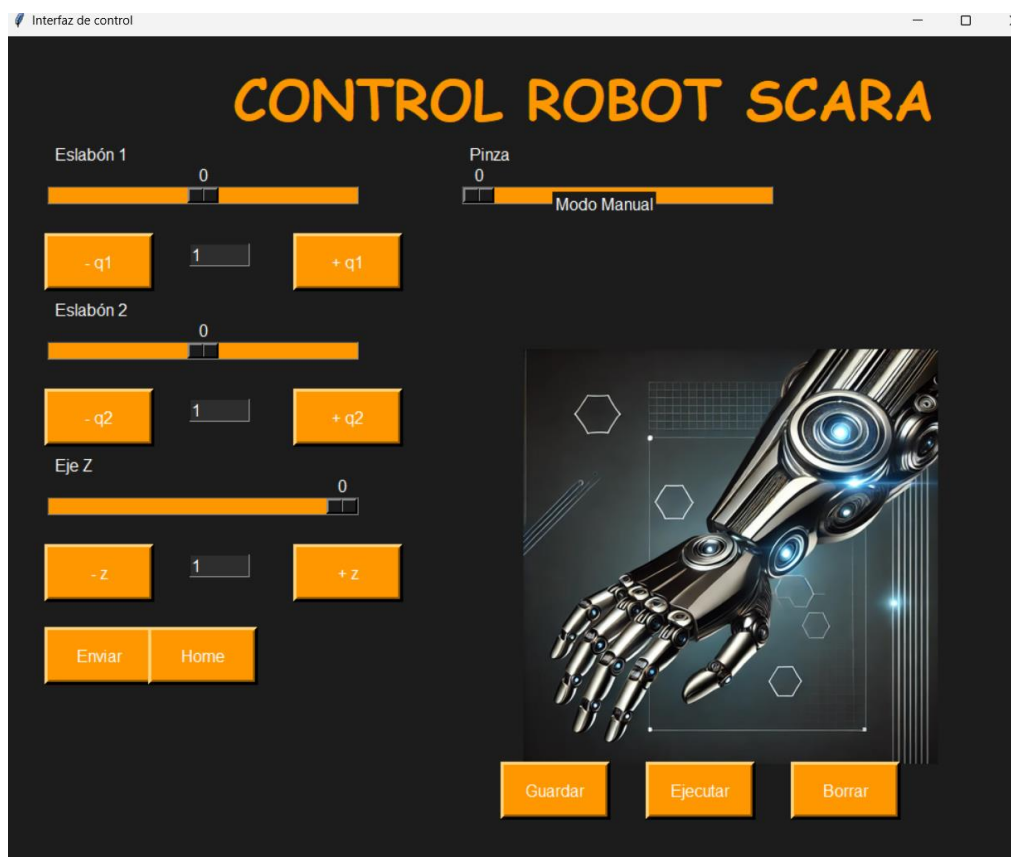 Interfaz de control
CONTROL ROBOT SCARA
Eslabón 1
0
- q1
1
+ q1
Eslabón 2
0
- q2
1
+ q2
Eje Z
0
- z
1
+ z
Enviar
Home
Pinza
0
Modo Manual
Guardar
Ejecutar
Borrar